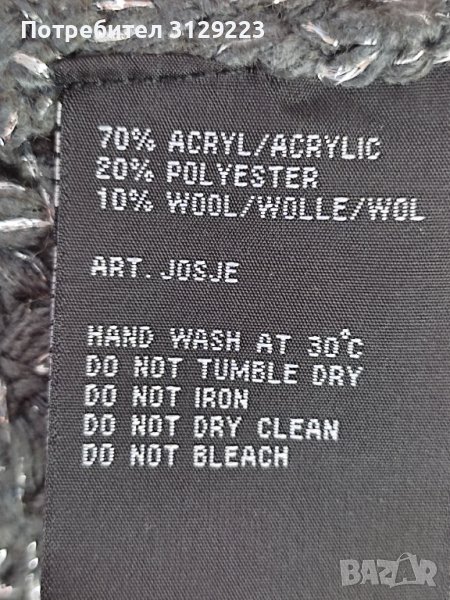 Потребител 3129223
70% ACRYL/ACRYLIC
20% POLYESTER
10% WOOL/WOLLE/WOL
ART. JOSJE
HAND WASH AT 30°C
DO NOT TUMBLE DRY
DO NOT IRON
DO NOT DRY CLEAN
DO NOT BLEACH
BAZAR